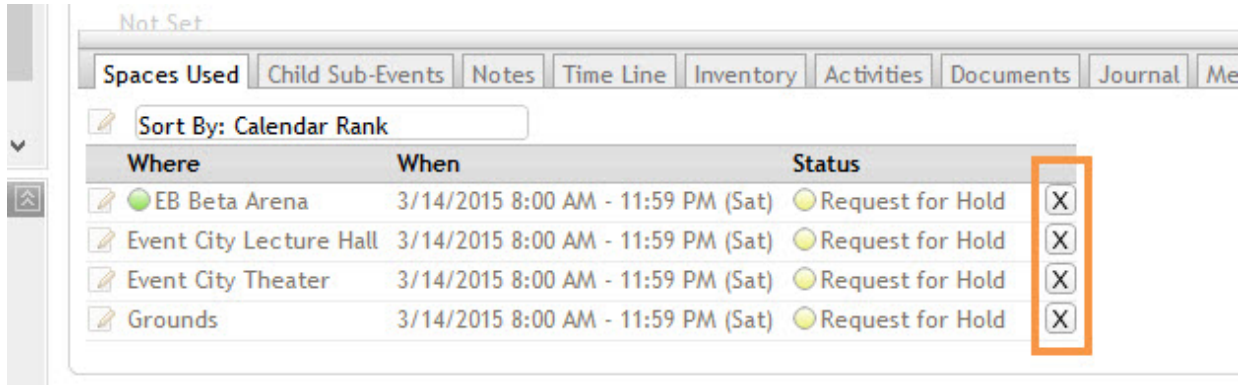 Not Set
Spaces Used Child Sub-Events Notes Time Line Inventory Activities Documents Journal Me
Sort By: Calendar Rank
Where When Status
EB Beta Arena 3/14/2015 8:00 AM - 11:59 PM (Sat) Request for Hold X
Event City Lecture Hall 3/14/2015 8:00 AM - 11:59 PM (Sat) Request for Hold X
Event City Theater 3/14/2015 8:00 AM - 11:59 PM (Sat) Request for Hold X
Grounds 3/14/2015 8:00 AM - 11:59 PM (Sat) Request for Hold X